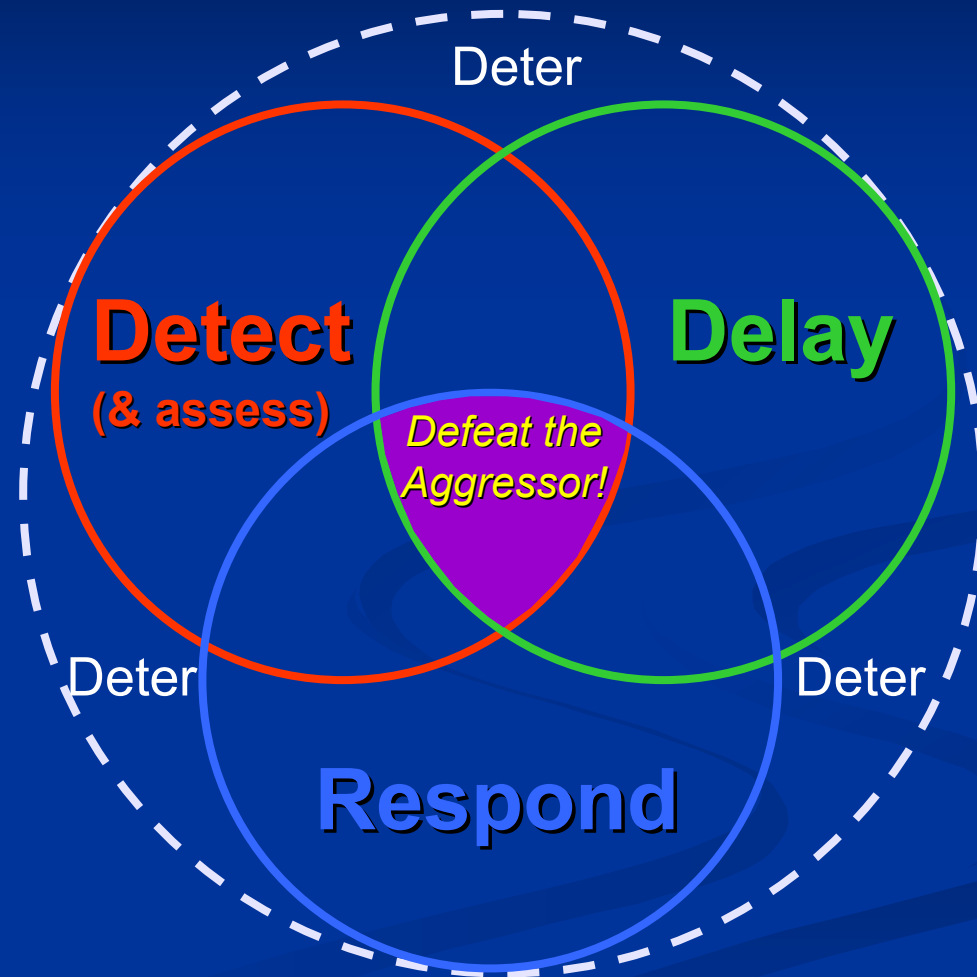 Deter
Detect
(& assess)
Delay
Defeat the
Aggressor!
Deter
Deter
Respond